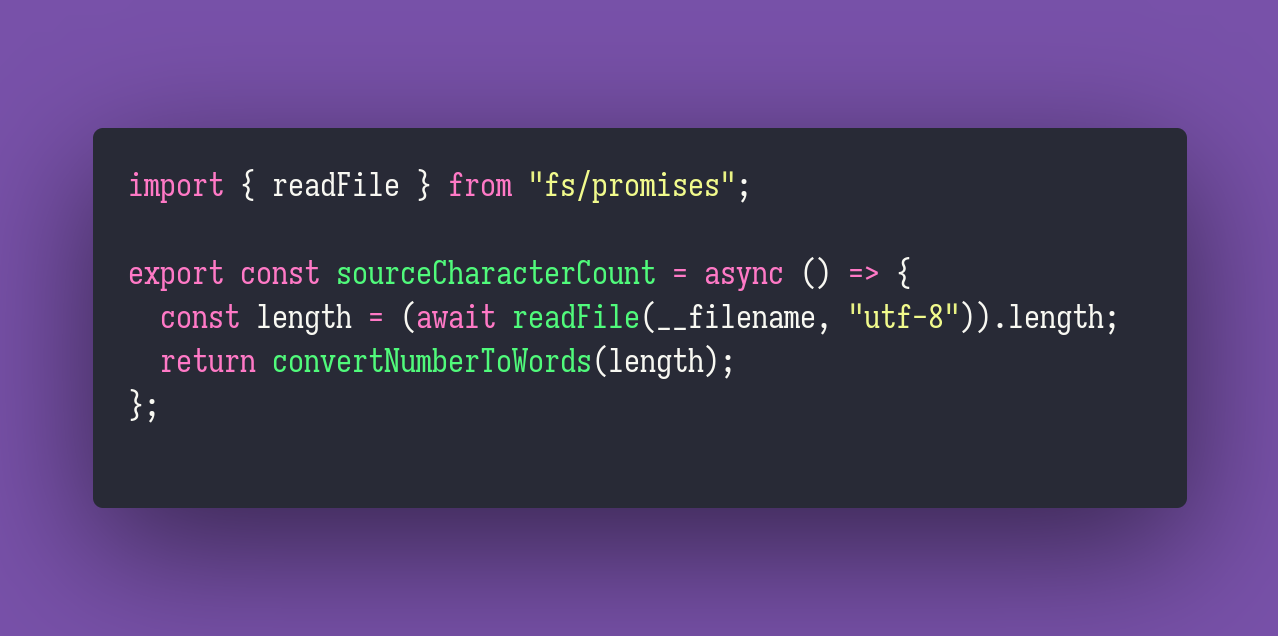 import { readFile } from "fs/promises";
export const sourceCharacterCount = async () => {
  const length = (await readFile(__filename, "utf-8")).length;
  return convertNumberToWords(length);
};